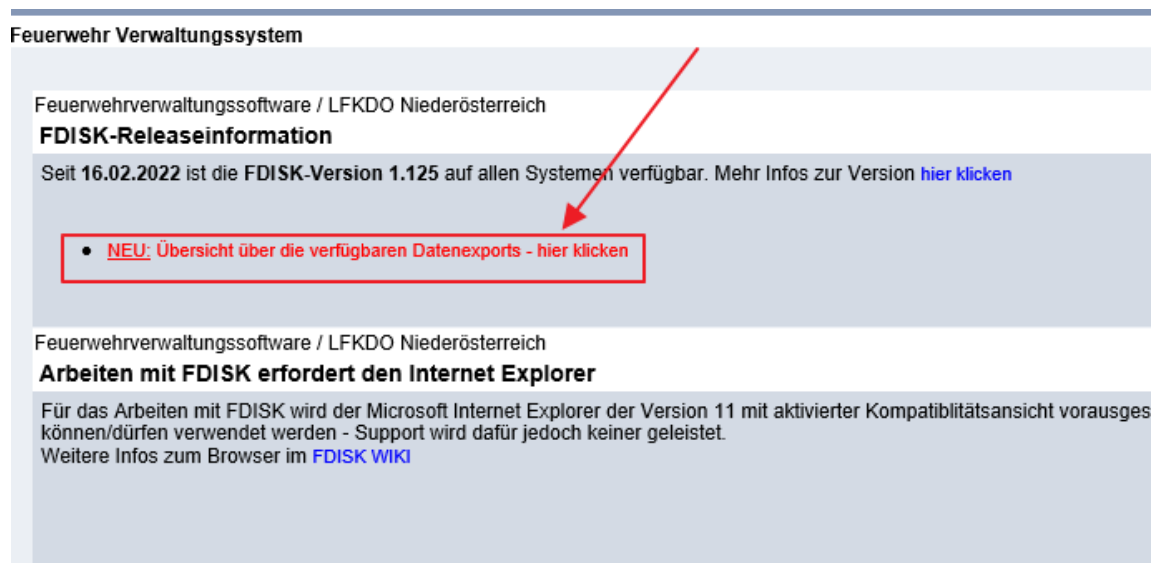 Feuerwehr Verwaltungssystem
Feuerwehrverwaltungssoftware / LFKDO Niederösterreich
FDISK-Releaseinformation
Seit 16.02.2022 ist die FDISK-Version 1.125 auf allen Systemen verfügbar. Mehr Infos zur Version hier klicken
• NEU: Übersicht über die verfügbaren Datenexports - hier klicken
Feuerwehrverwaltungssoftware / LFKDO Niederösterreich
Arbeiten mit FDISK erfordert den Internet Explorer
Für das Arbeiten mit FDISK wird der Microsoft Internet Explorer der Version 11 mit aktivierter Kompatiblitätsansicht vorausges
können/dürfen verwendet werden - Support wird dafür jedoch keiner geleistet.
Weitere Infos zum Browser im FDISK WIKI